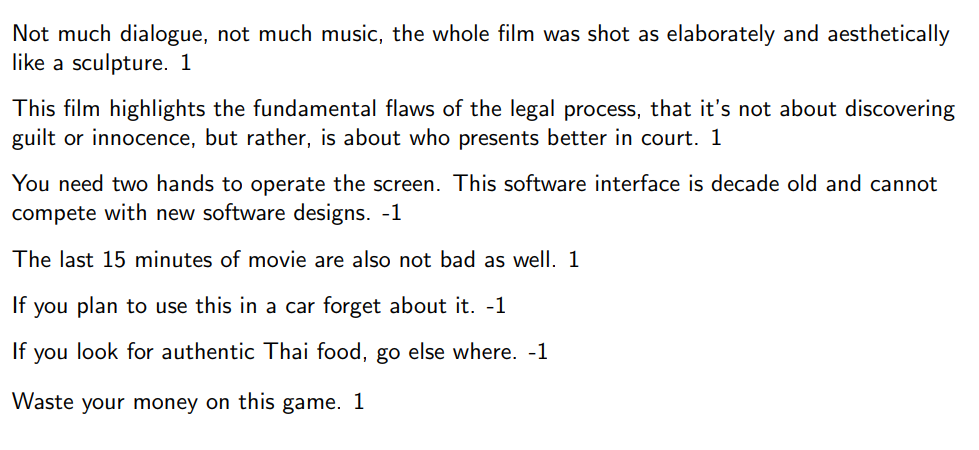 Not much dialogue, not much music, the whole film was shot as elaborately and aesthetically
like a sculpture. 1
This film highlights the fundamental flaws of the legal process, that it's not about discovering
guilt or innocence, but rather, is about who presents better in court. 1
You need two hands to operate the screen. This software interface is decade old and cannot
compete with new software designs. -1
The last 15 minutes of movie are also not bad as well. 1
If you plan to use this in a car forget about it. -1
If you look for authentic Thai food, go else where. -1
Waste your money on this game. 1